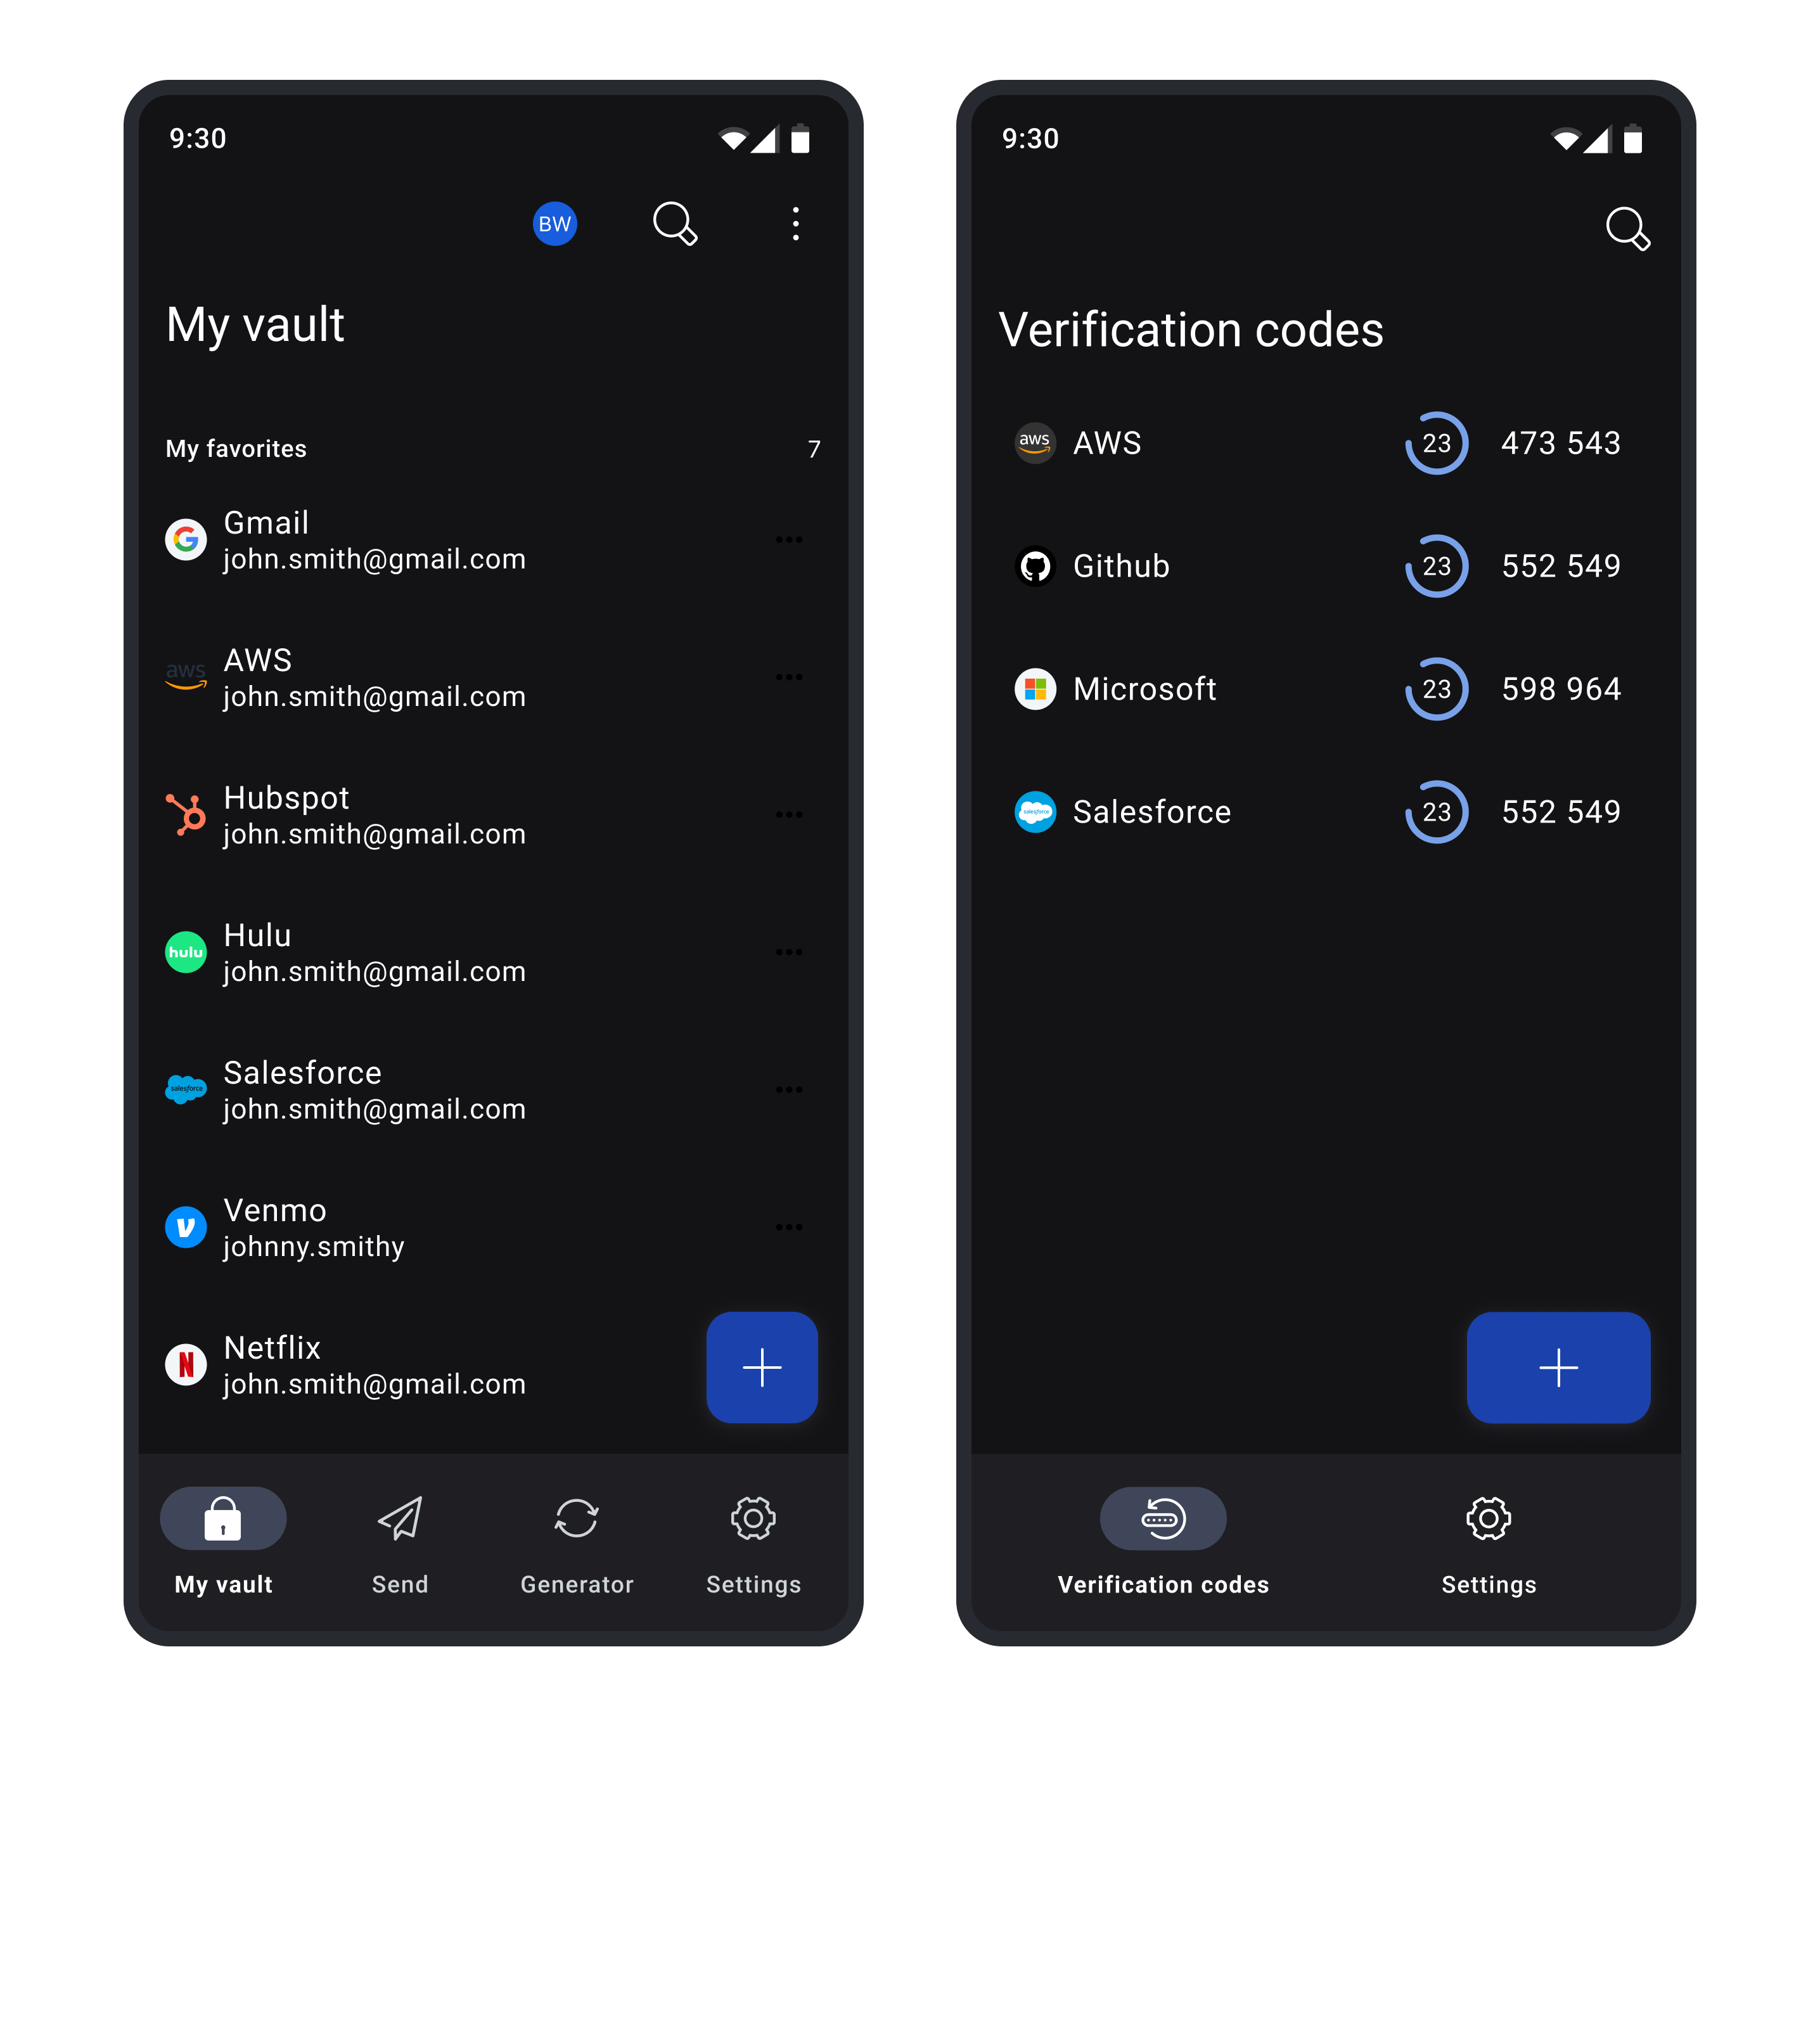 9:30
BW
My vault
My favorites 7
Gmail
john.smith@gmail.com
aws
AWS
john.smith@gmail.com
Hubspot
john.smith@gmail.com
hulu
Hulu
john.smith@gmail.com
salesforce
Salesforce
john.smith@gmail.com
Venmo
johnny.smithy
Netflix
john.smith@gmail.com
My vault Send Generator Settings
9:30
Verification codes
aws AWS 23 473 543
Github 23 552 549
Microsoft 23 598 964
salesforce Salesforce 23 552 549
Verification codes Settings